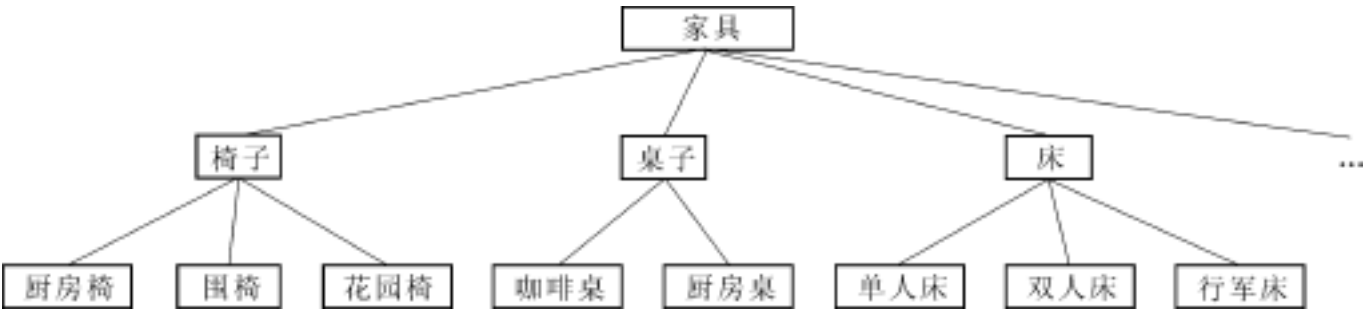 家具
椅子 桌子 床 ...
厨房椅 围椅 花园椅 咖啡桌 厨房桌 单人床 双人床 行军床